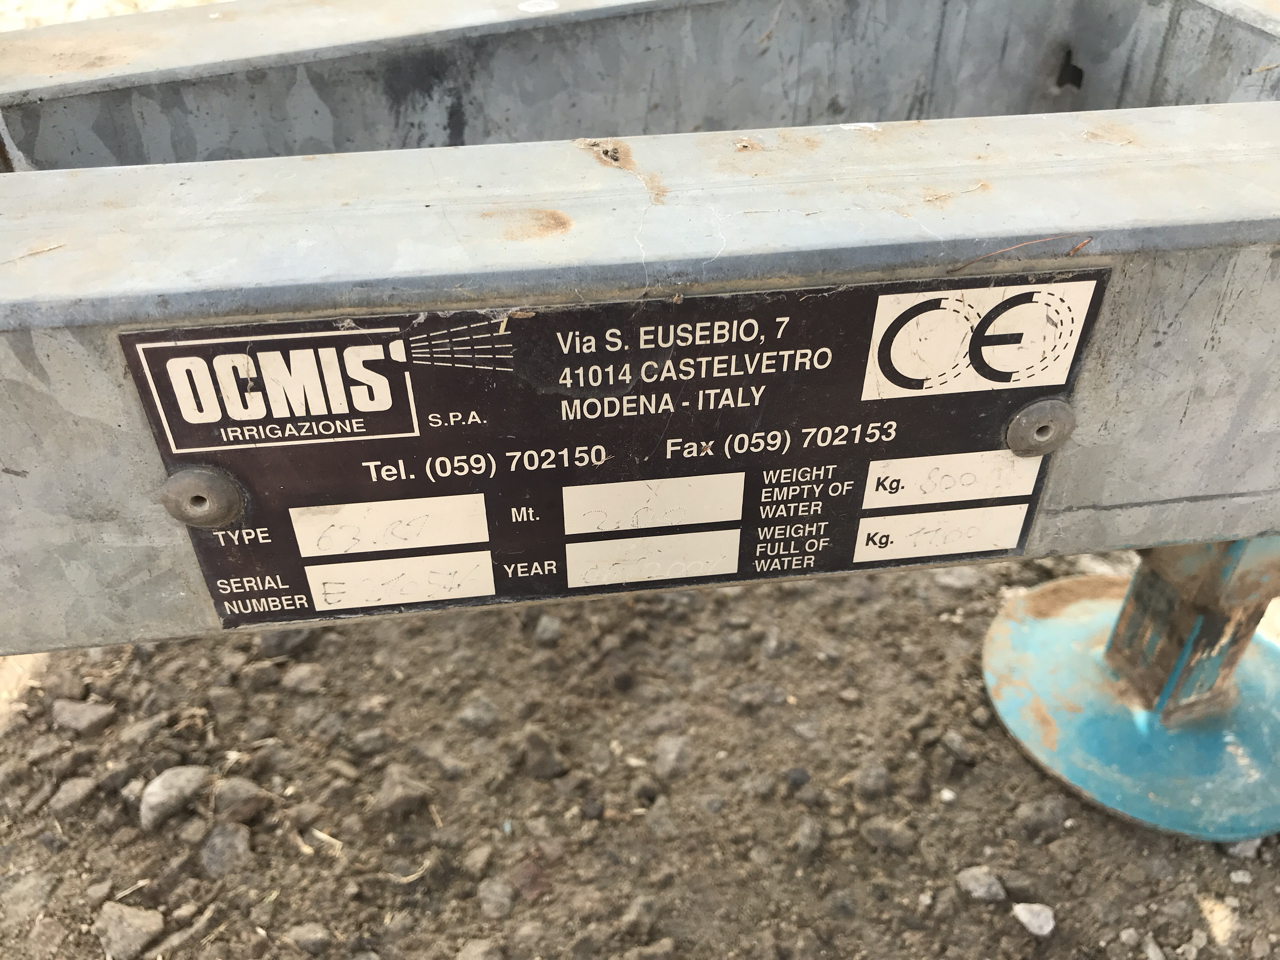 OCMIS
IRRIGAZIONE
S.P.A.
Via S. EUSEBIO, 7
41014 CASTELVETRO
MODENA - ITALY
CE
Tel. (059) 702150 Fax (059) 702153
TYPE
Mt.
WEIGHT EMPTY OF WATER
Kg. 800
SERIAL NUMBER
YEAR
WEIGHT FULL OF WATER
Kg.